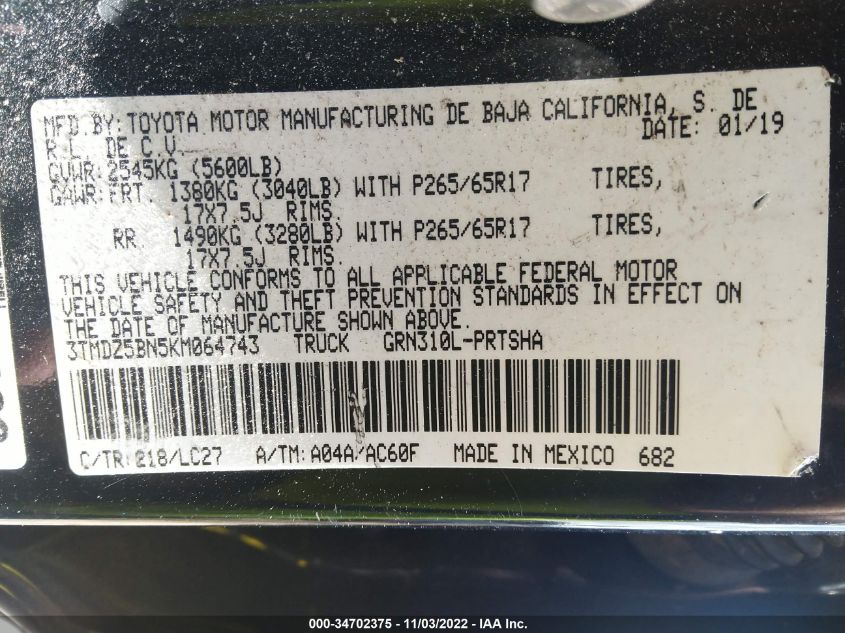 MFD. BY: TOYOTA MOTOR MANUFACTURING DE BAJA CALIFORNIA, S. DE
R.L. DE C.V. DATE: 01/19
GVWR: 2545KG (5600LB)
GAWR: FRT. 1380KG (3040LB) WITH P265/65R17 TIRES,
17X7.5J RIMS.
RR. 1490KG (3280LB) WITH P265/65R17 TIRES,
17X7.5J RIMS.
THIS VEHICLE CONFORMS TO ALL APPLICABLE FEDERAL MOTOR
VEHICLE SAFETY AND THEFT PREVENTION STANDARDS IN EFFECT ON
THE DATE OF MANUFACTURE SHOWN ABOVE.
3TMDZ5BN5KM064743 TRUCK GRN310L-PRTSHA
C/TR: 218/LC27 A/TM: A04A/AC60F MADE IN MEXICO 682
000-34702375 - 11/03/2022 - IAA Inc.